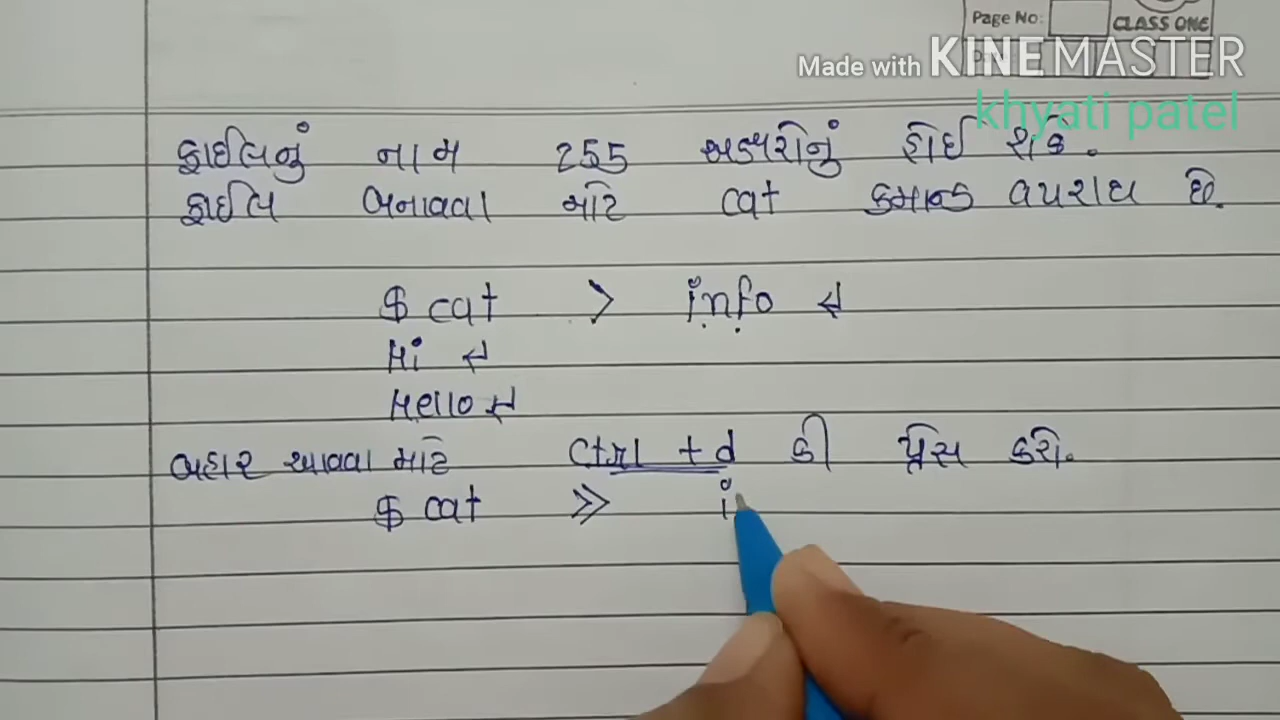 Page No:
CLASS ONE
Made with KINEMASTER
khyati patel
ફાઈલનું નામ 255 અક્ષરોનું હોઈ શકે.
ફાઈલ બનાવવા માટે cat કમાન્ડ વપરાય છે.
$ cat > info ↵
Hi ↵
Hello ↵
બહાર આવવા માટે Ctrl + d કી પ્રેસ કરો.
$ cat >> i